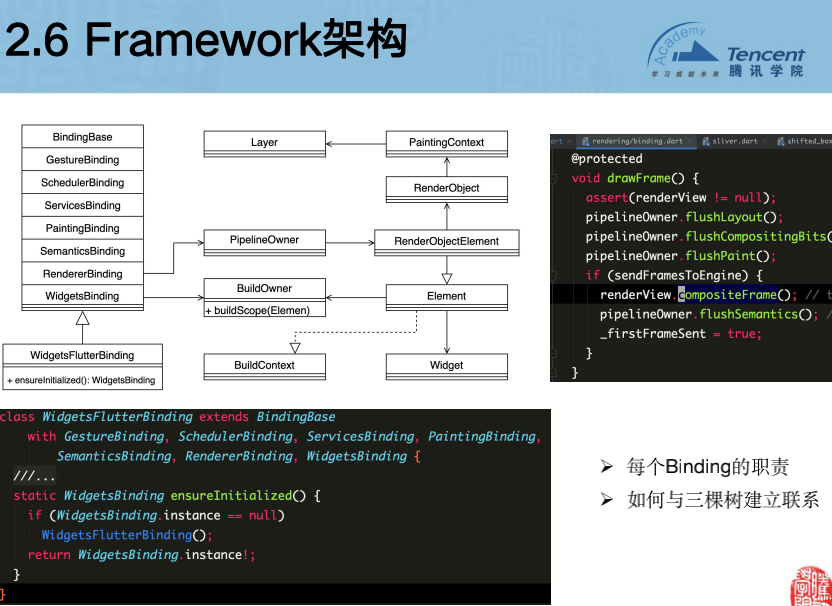 2.6 Framework架构
Academy
学习成就未来
Tencent
腾讯学院
BindingBase
GestureBinding
SchedulerBinding
ServicesBinding
PaintingBinding
SemanticsBinding
RendererBinding
WidgetsBinding
WidgetsFlutterBinding
+ ensureInitialized(): WidgetsBinding
Layer
PaintingContext
RenderObject
PipelineOwner
RenderObjectElement
BuildOwner
+ buildScope(Elemen)
Element
BuildContext
Widget
art × rendering/binding.dart × sliver.dart × shifted_box
@protected
void drawFrame() {
assert(renderView != null);
pipelineOwner.flushLayout();
pipelineOwner.flushCompositingBits(
pipelineOwner.flushPaint();
if (sendFramesToEngine) {
renderView.compositeFrame(); // t
pipelineOwner.flushSemantics(); /
_firstFrameSent = true;
}
}
class WidgetsFlutterBinding extends BindingBase
with GestureBinding, SchedulerBinding, ServicesBinding, PaintingBinding,
SemanticsBinding, RendererBinding, WidgetsBinding {
///...
static WidgetsBinding ensureInitialized() {
if (WidgetsBinding.instance == null)
WidgetsFlutterBinding();
return WidgetsBinding.instance!;
}
}
➢ 每个Binding的职责
➢ 如何与三棵树建立联系